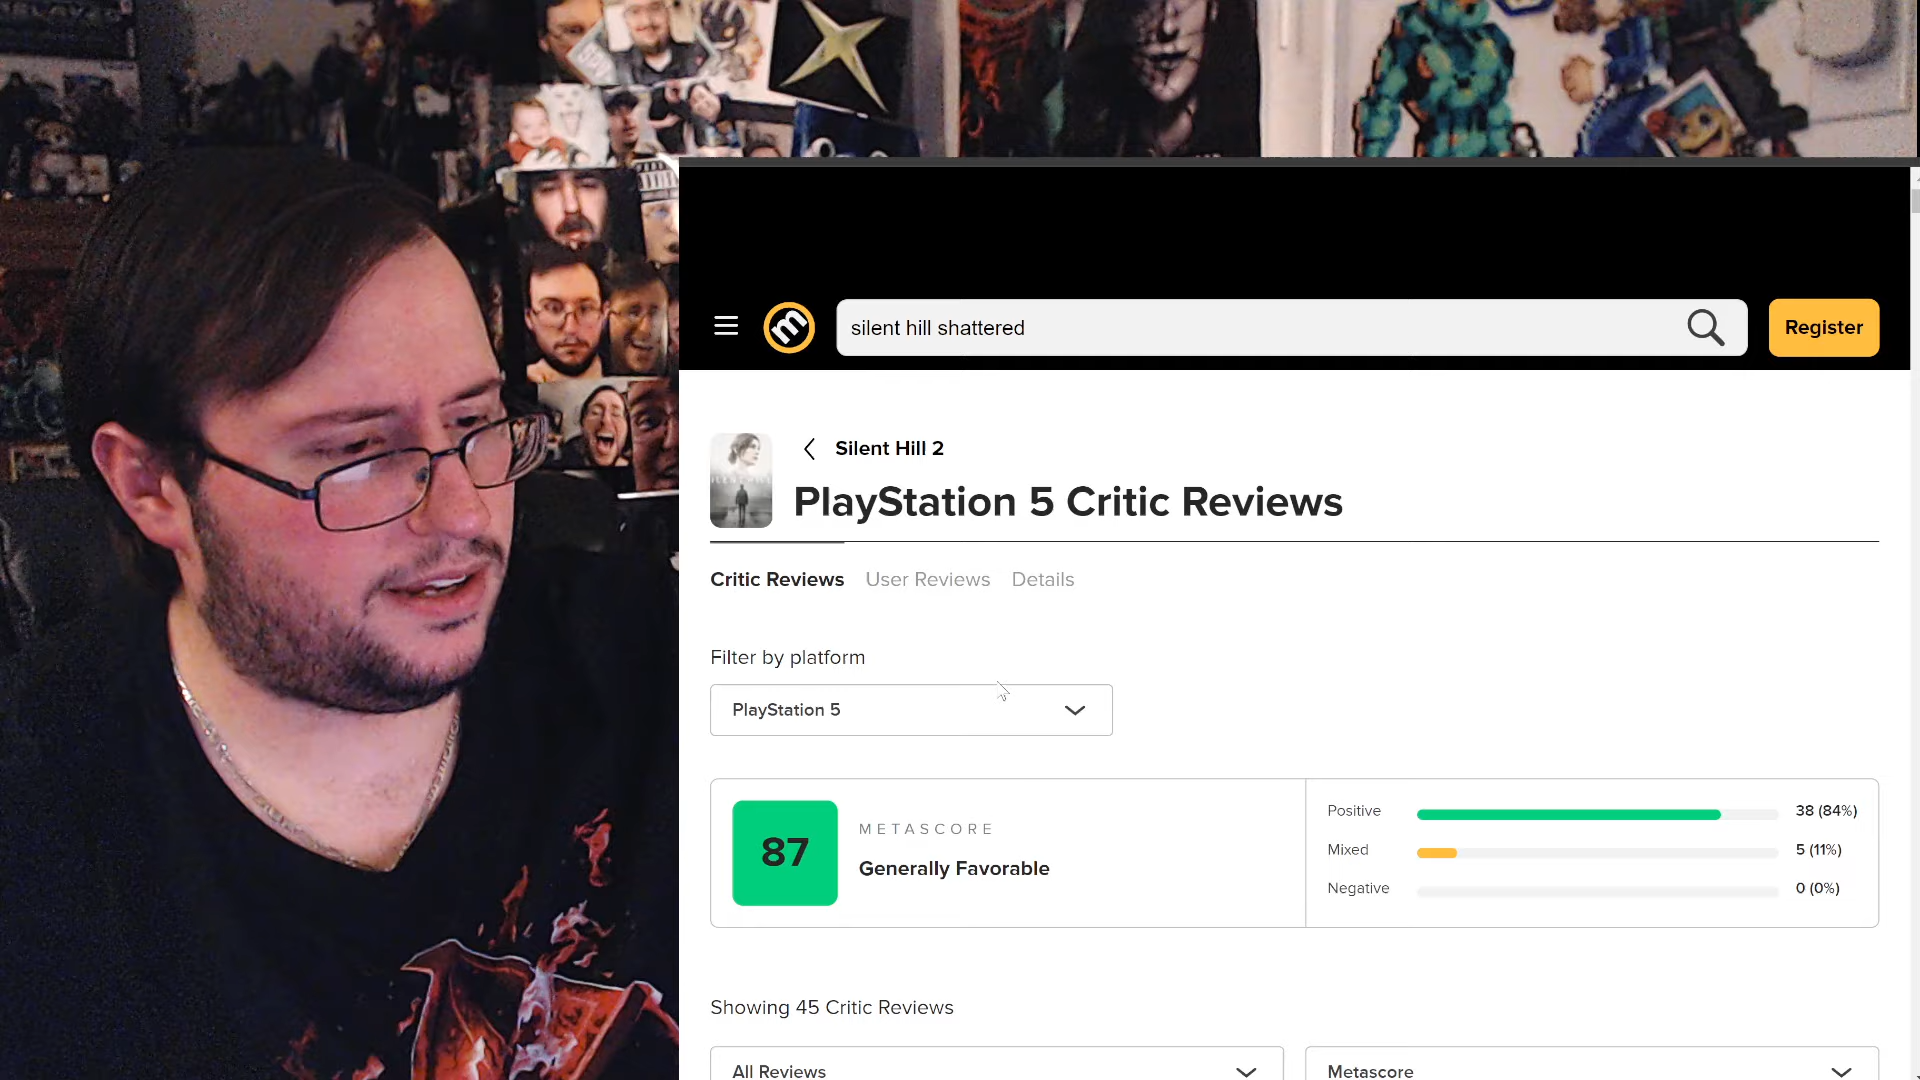 silent hill shattered
Register
Silent Hill 2
PlayStation 5 Critic Reviews
Critic Reviews User Reviews Details
Filter by platform
PlayStation 5
87
METASCORE
Generally Favorable
Positive 38 (84%)
Mixed 5 (11%)
Negative 0 (0%)
Showing 45 Critic Reviews
All Reviews
Metascore